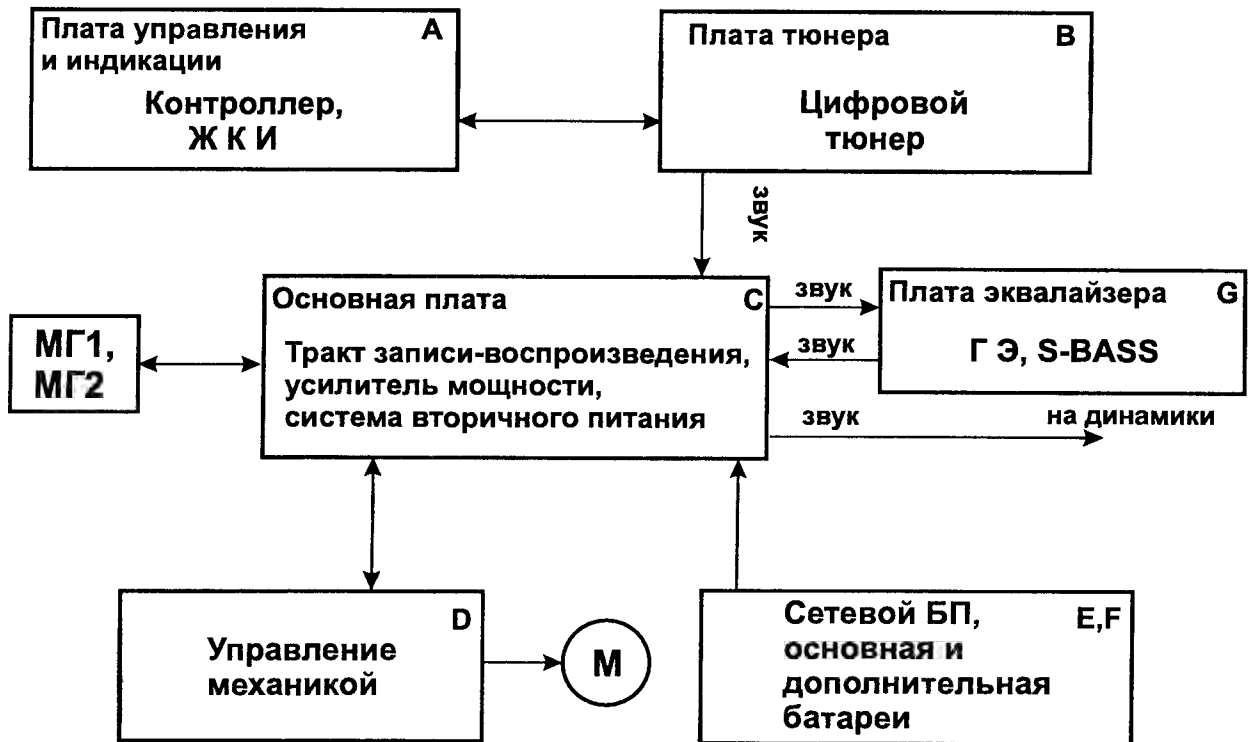 Плата управления A
и индикации
Контроллер,
Ж К И
Плата тюнера B
Цифровой
тюнер
звук
Основная плата C
Тракт записи-воспроизведения,
усилитель мощности,
система вторичного питания
МГ1,
МГ2
звук
звук
Плата эквалайзера G
Г Э, S-BASS
звук на динамики
D
Управление
механикой
М
Сетевой БП, E,F
основная и
дополнительная
батареи